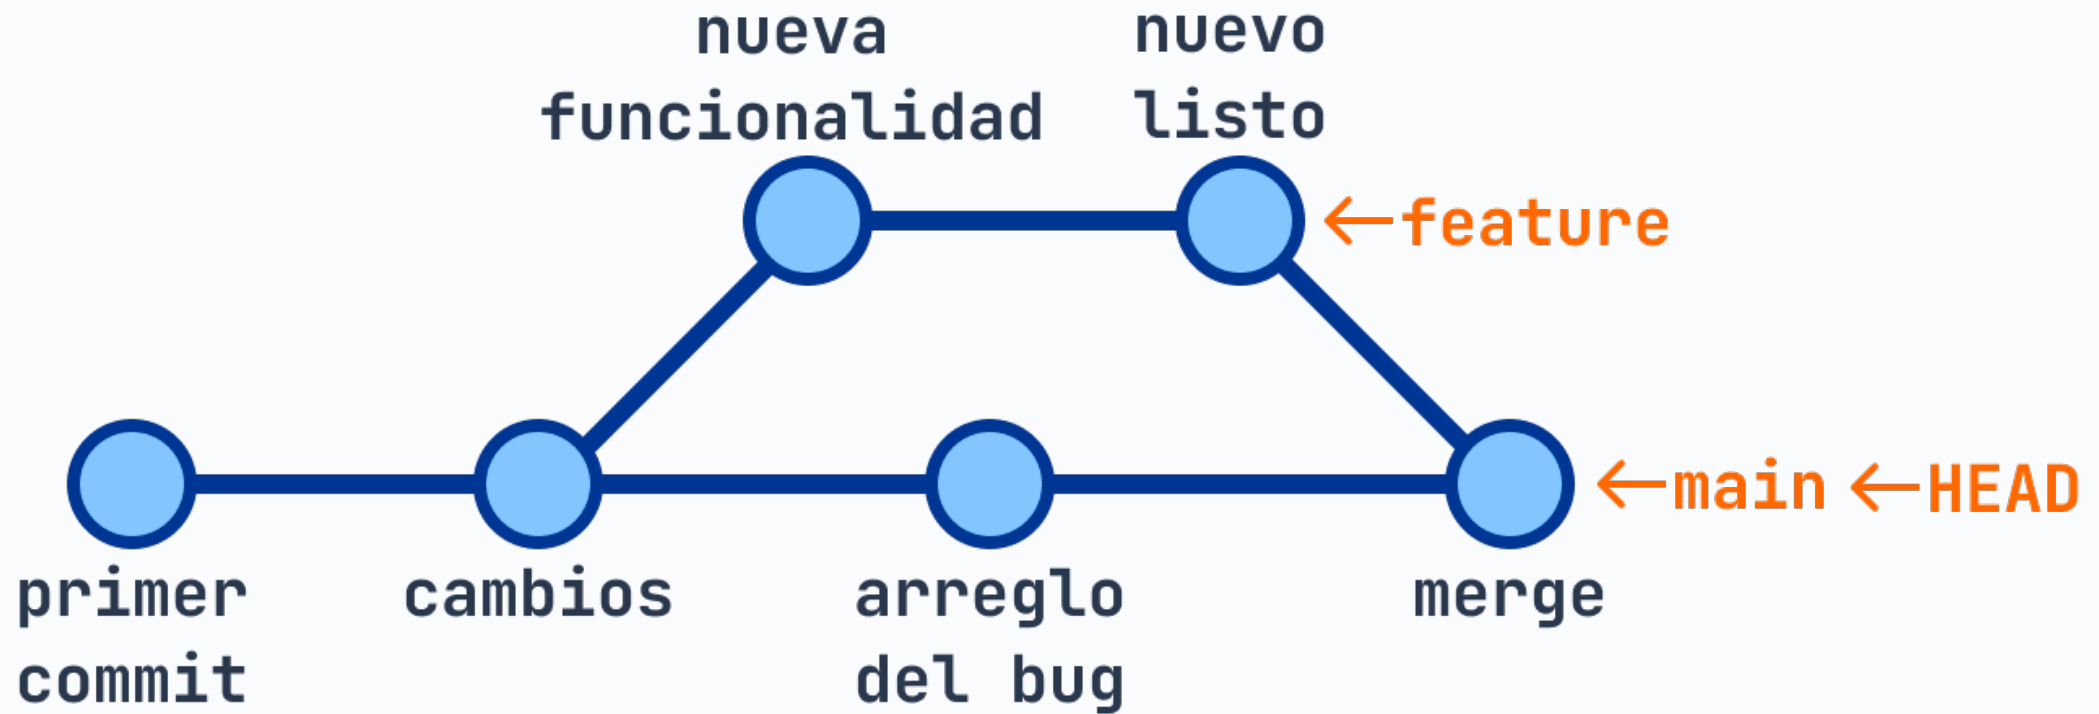 nueva
funcionalidad
nuevo
listo
←feature
←main ←HEAD
primer
commit
cambios
arreglo
del bug
merge